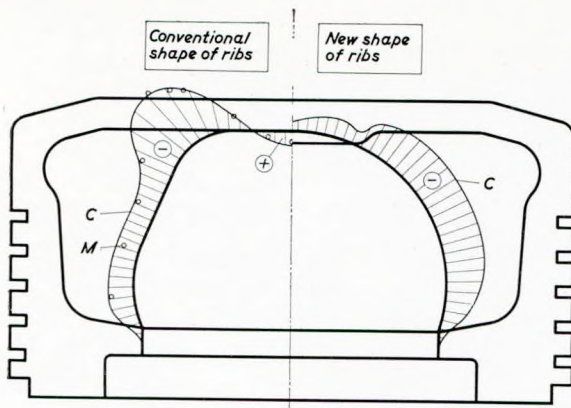 Conventional
shape of ribs
New shape
of ribs
−
+
−
C
M
C